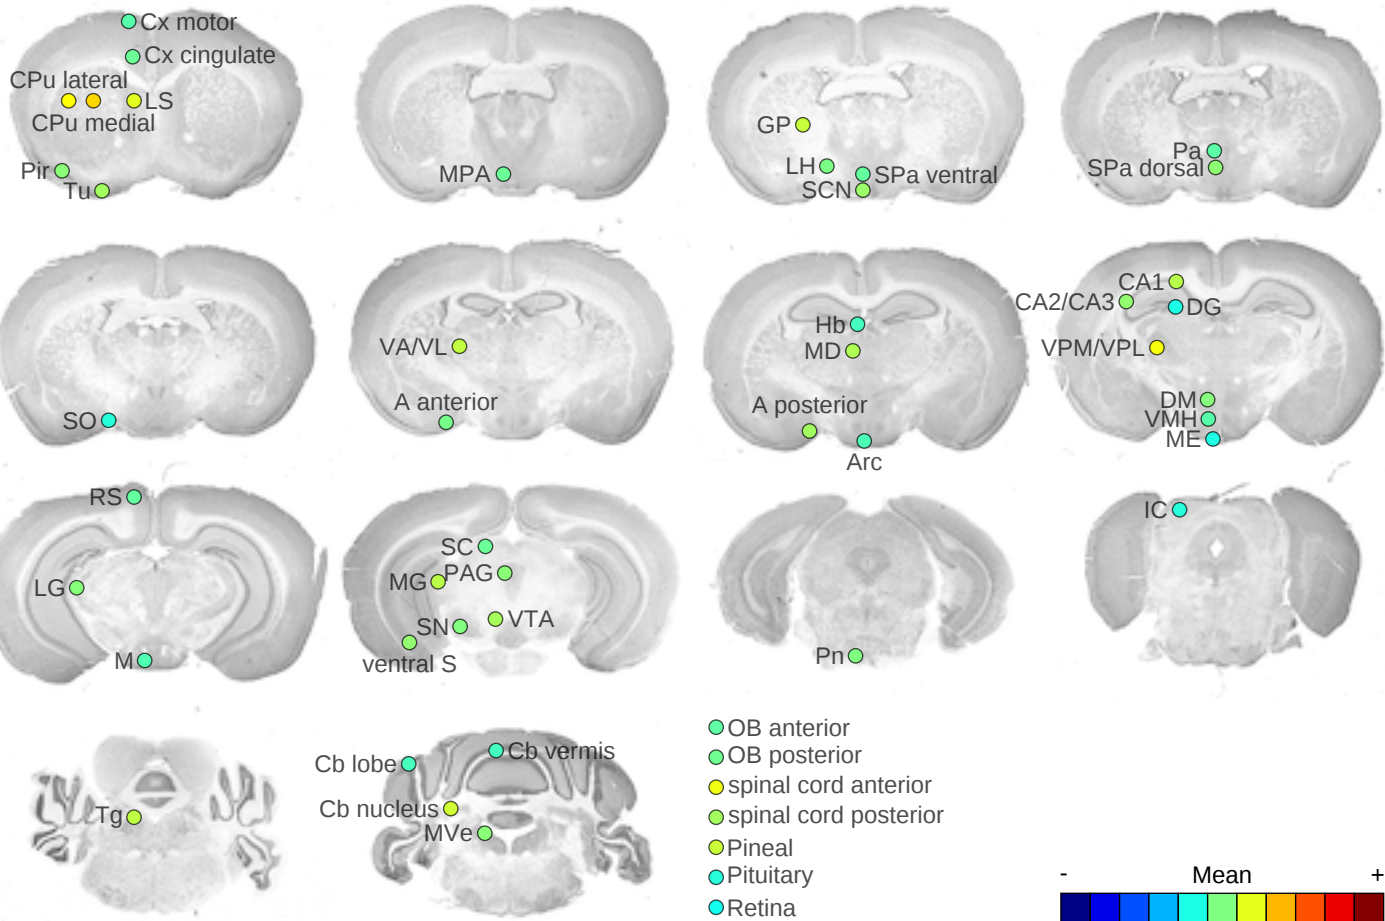 Cx motor
Cx cingulate
CPu lateral
LS
CPu medial
Pir
Tu
MPA
GP
LH
SPa ventral
SCN
Pa
SPa dorsal
SO
VA/VL
A anterior
Hb
MD
A posterior
Arc
CA1
CA2/CA3
DG
VPM/VPL
DM
VMH
ME
RS
LG
M
SC
PAG
MG
VTA
SN
ventral S
Pn
IC
Tg
Cb vermis
Cb lobe
Cb nucleus
MVe
OB anterior
OB posterior
spinal cord anterior
spinal cord posterior
Pineal
Pituitary
Retina
- Mean +